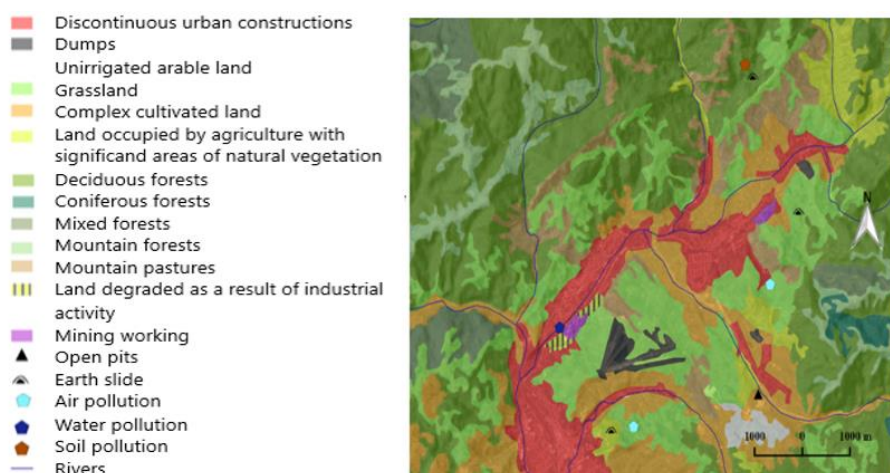 Discontinuous urban constructions
Dumps
Unirrigated arable land
Grassland
Complex cultivated land
Land occupied by agriculture with
significand areas of natural vegetation
Deciduous forests
Coniferous forests
Mixed forests
Mountain forests
Mountain pastures
Land degraded as a result of industrial
activity
Mining working
Open pits
Earth slide
Air pollution
Water pollution
Soil pollution
Rivers
N
1000 0 1000 m